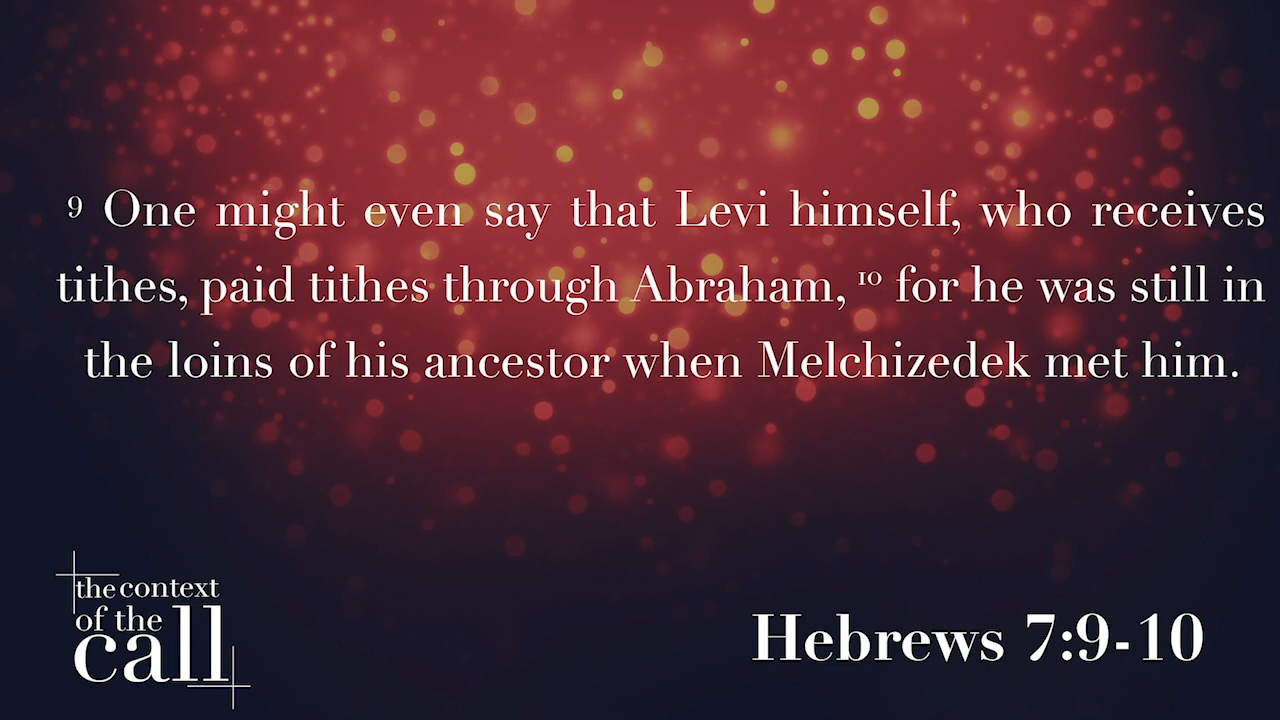 9 One might even say that Levi himself, who receives
tithes, paid tithes through Abraham, 10 for he was still in
the loins of his ancestor when Melchizedek met him.
the context
of the
call
Hebrews 7:9-10